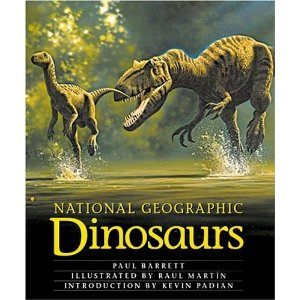 NATIONAL GEOGRAPHIC
Dinosaurs
PAUL BARRETT
ILLUSTRATED BY RAUL MARTÍN
INTRODUCTION BY KEVIN PADIAN